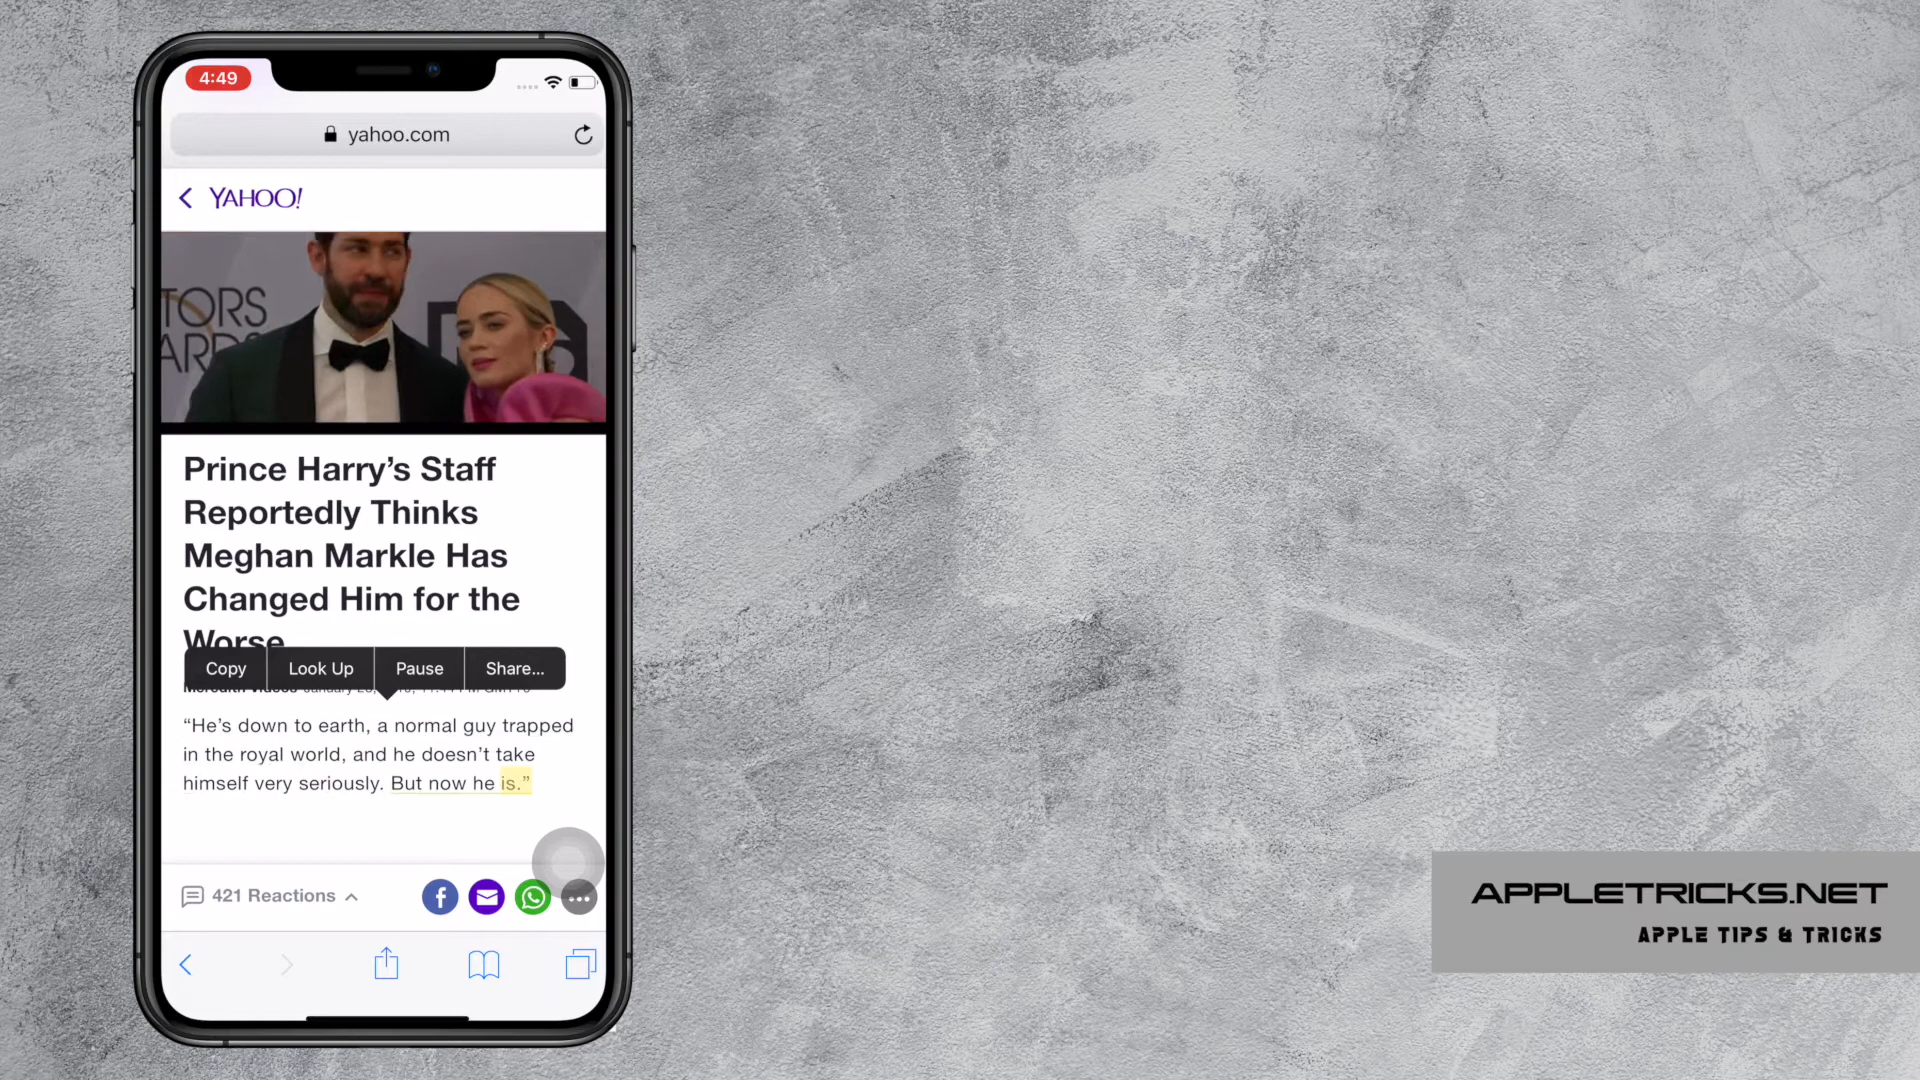 4:49
yahoo.com
YAHOO!
TORS
Prince Harry’s Staff
Reportedly Thinks
Meghan Markle Has
Changed Him for the
Worse
Copy Look Up Pause Share...
“He’s down to earth, a normal guy trapped
in the royal world, and he doesn’t take
himself very seriously. But now he is.”
421 Reactions
APPLETRICKS.NET
APPLE TIPS & TRICKS